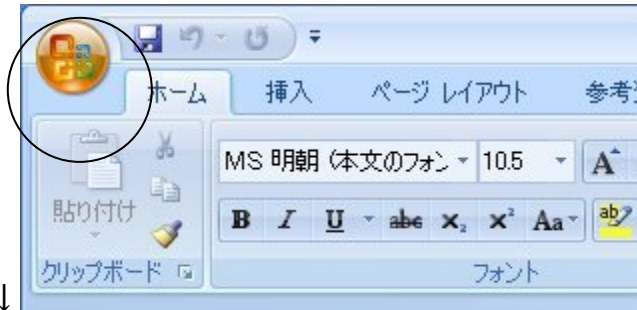 ホーム 挿入 ページ レイアウト 参考
MS 明朝 (本文のフォン 10.5 A
貼り付け
B I U abe X₂ X² Aa ab
クリップボード フォント
↓